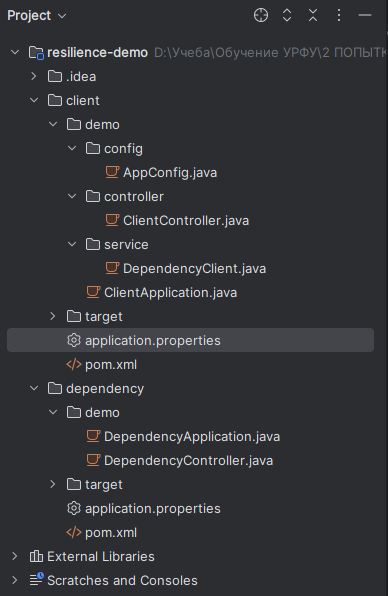 Project
resilience-demo D:\Учеба\Обучение УРФУ\2 ПОПЫТК
.idea
client
demo
config
AppConfig.java
controller
ClientController.java
service
DependencyClient.java
ClientApplication.java
target
application.properties
pom.xml
dependency
demo
DependencyApplication.java
DependencyController.java
target
application.properties
pom.xml
External Libraries
Scratches and Consoles